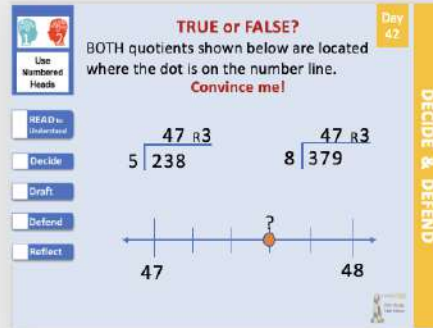 TRUE or FALSE?
Day
42
BOTH quotients shown below are located
where the dot is on the number line.
Convince me!
Use
Numbered
Heads
READ to
Understand
Decide
Draft
Defend
Reflect
47 R3
5 238
47 R3
8 379
?
47
48
DECIDE & DEFEND